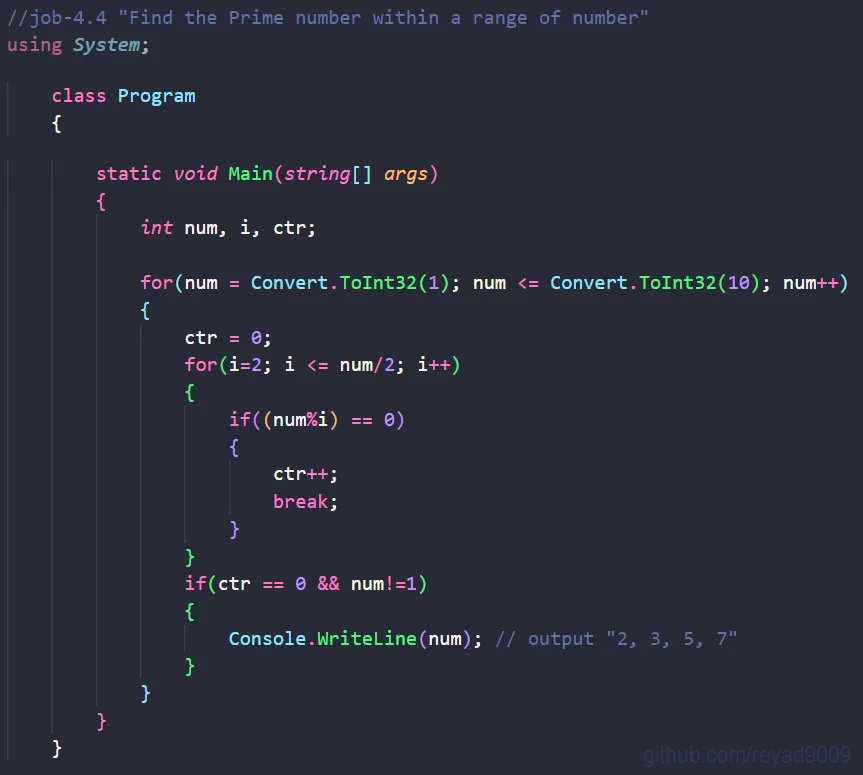 //job-4.4 "Find the Prime number within a range of number"
using System;
class Program
{
static void Main(string[] args)
{
int num, i, ctr;
for(num = Convert.ToInt32(1); num <= Convert.ToInt32(10); num++)
{
ctr = 0;
for(i=2; i <= num/2; i++)
{
if((num%i) == 0)
{
ctr++;
break;
}
}
if(ctr == 0 && num!=1)
{
Console.WriteLine(num); // output "2, 3, 5, 7"
}
}
}
}
github.com/reyad9009